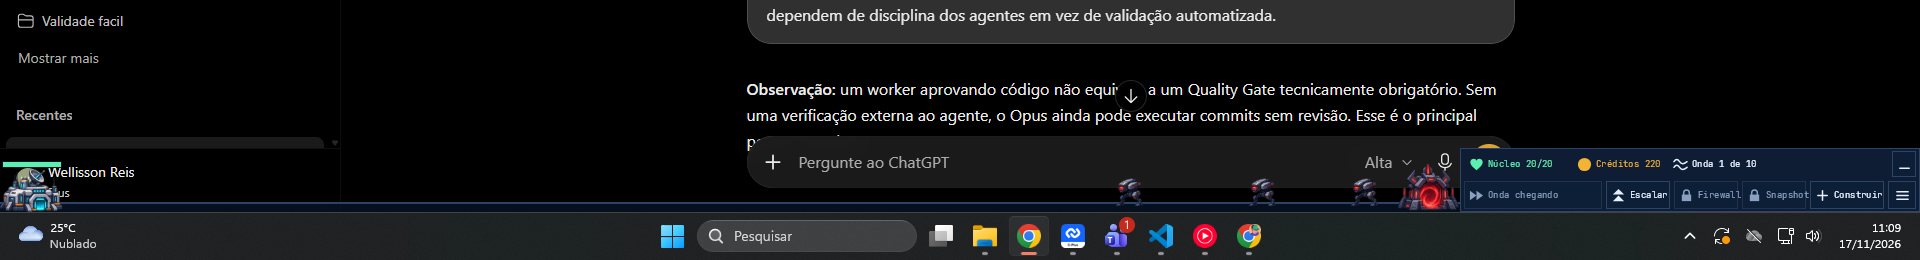 Validade facil
Mostrar mais
Recentes
Wellisson Reis
dependem de disciplina dos agentes em vez de validação automatizada.
Observação: um worker aprovando código não a um Quality Gate tecnicamente obrigatório. Sem
uma verificação externa ao agente, o Opus ainda pode executar commits sem revisão. Esse é o principal
Pergunte ao ChatGPT
Alta
Núcleo 20/20
Créditos 220
Onda 1 de 10
Onda chegando
Escalar
Firewall
Snapshot
Construir
25°C
Nublado
Pesquisar
1
11:09
17/11/2026